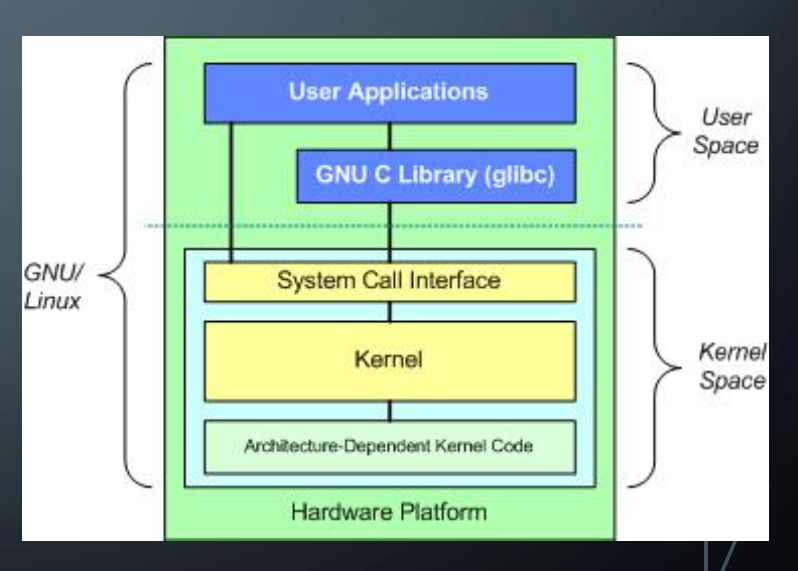 User Applications
User
Space
GNU C Library (glibc)
GNU/
Linux
System Call Interface
Kernel
Kernel
Space
Architecture-Dependent Kernel Code
Hardware Platform